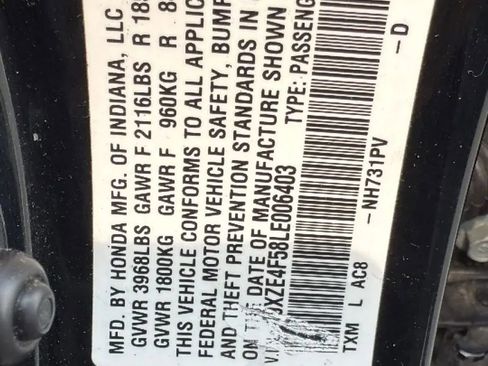 MFD. BY HONDA MFG. OF INDIANA, LLC
GVWR 3968LBS GAWR F 2116LBS R 188
GVWR 1800KG GAWR F 960KG R 8
THIS VEHICLE CONFORMS TO ALL APPLIC
FEDERAL MOTOR VEHICLE SAFETY, BUMP
AND THEFT PREVENTION STANDARDS IN
ON THE DATE OF MANUFACTURE SHOWN
V.I. XZE4F58LE006403 TYPE: PASSENG
TXM L AC8 - NH731PV - D